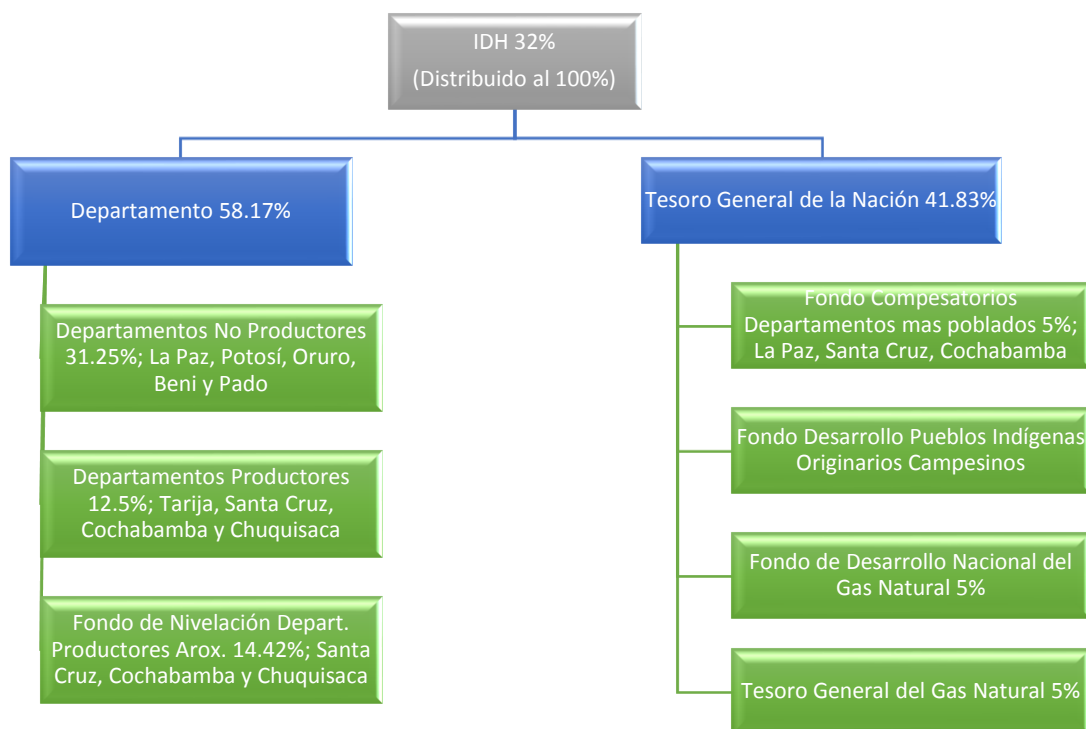 IDH 32%
(Distribuido al 100%)
Departamento 58.17%
Departamentos No Productores
31.25%; La Paz, Potosí, Oruro,
Beni y Pado
Departamentos Productores
12.5%; Tarija, Santa Cruz,
Cochabamba y Chuquisaca
Fondo de Nivelación Depart.
Productores Arox. 14.42%; Santa
Cruz, Cochabamba y Chuquisaca
Tesoro General de la Nación 41.83%
Fondo Compesatorios
Departamentos mas poblados 5%;
La Paz, Santa Cruz, Cochabamba
Fondo Desarrollo Pueblos Indígenas
Originarios Campesinos
Fondo de Desarrollo Nacional del
Gas Natural 5%
Tesoro General del Gas Natural 5%